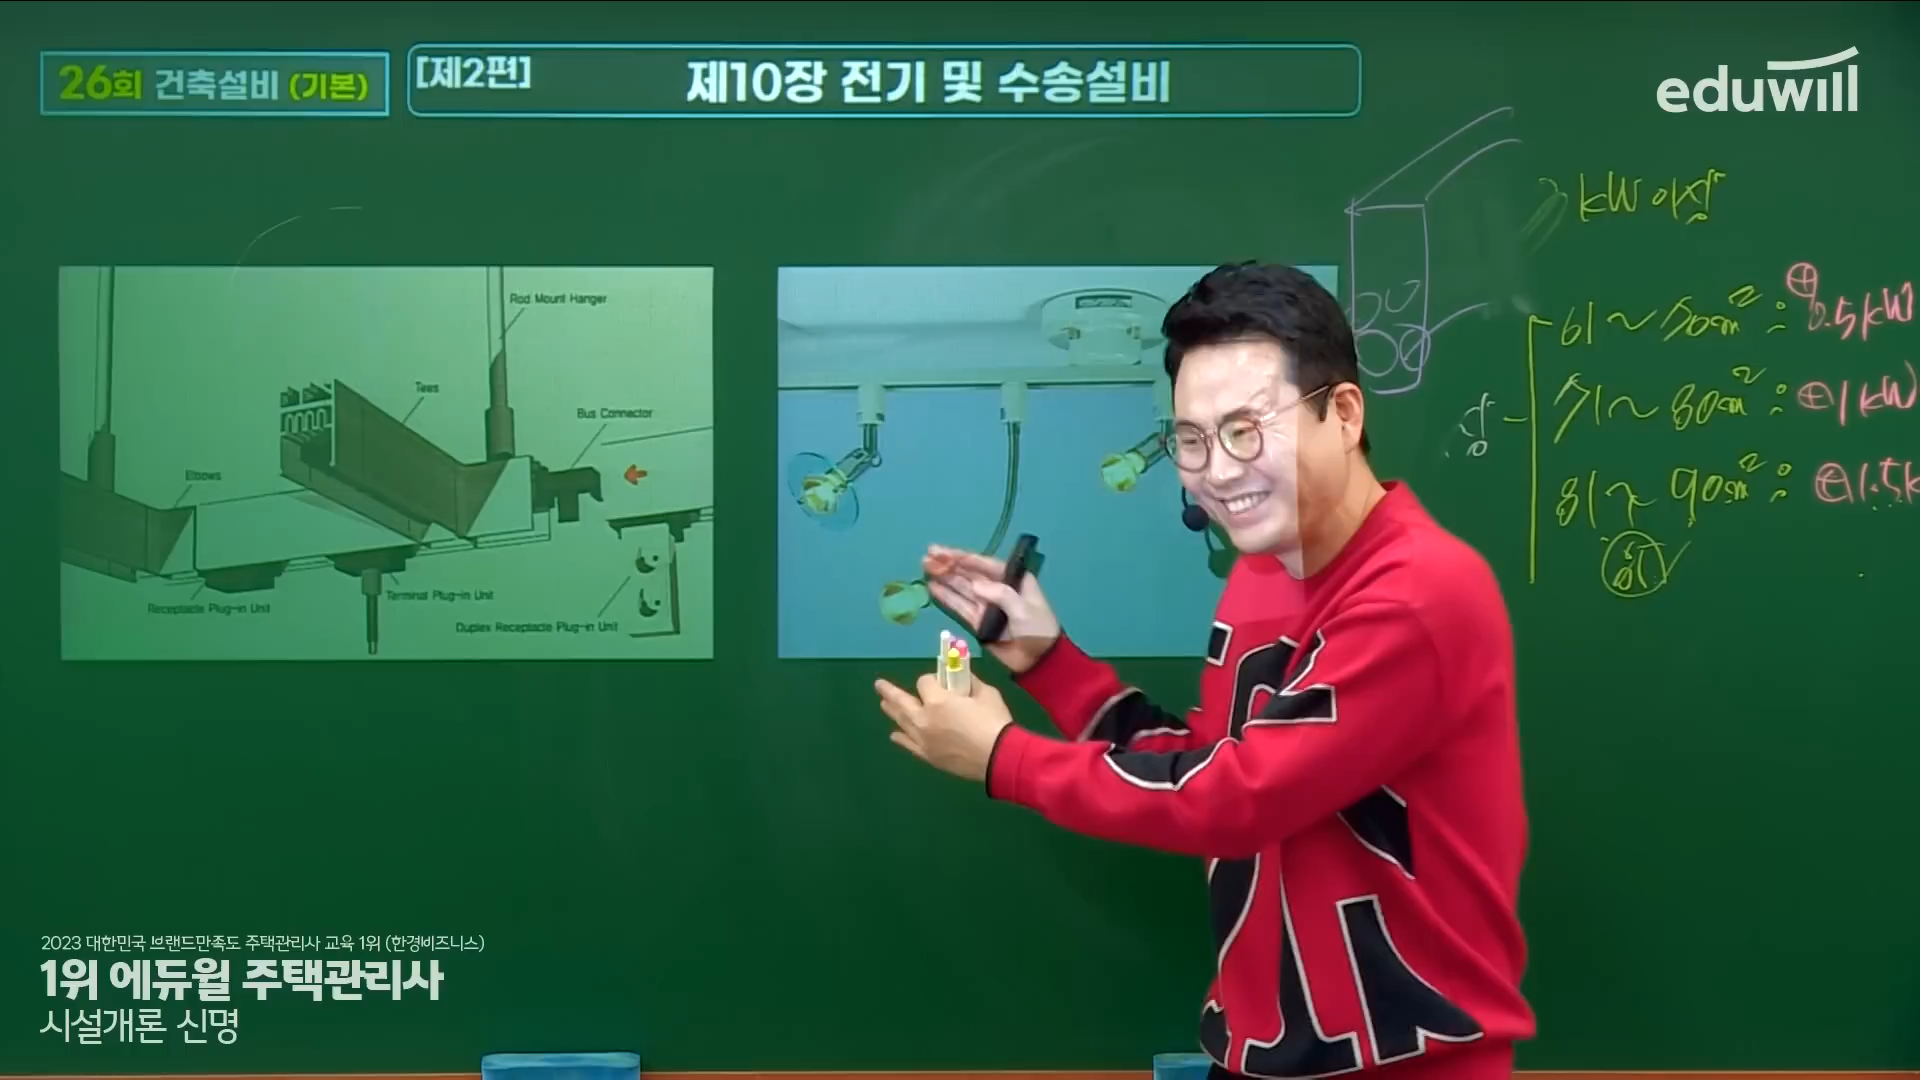 26회 건축설비 (기본)
[제2편]
제10장 전기 및 수송설비
eduwill
Rod Mount Hanger
Tees
Bus Connector
Elbows
Receptacle Plug-in Unit
Terminal Plug-in Unit
Duplex Receptacle Plug-in Unit
kW 이상
61~70㎡ : ⊕0.5kW
71~80㎡ : ⊕1kW
81~90㎡ : ⊕1.5k
2023 대한민국 브랜드만족도 주택관리사 교육 1위 (한경비즈니스)
1위 에듀윌 주택관리사
시설개론 신명